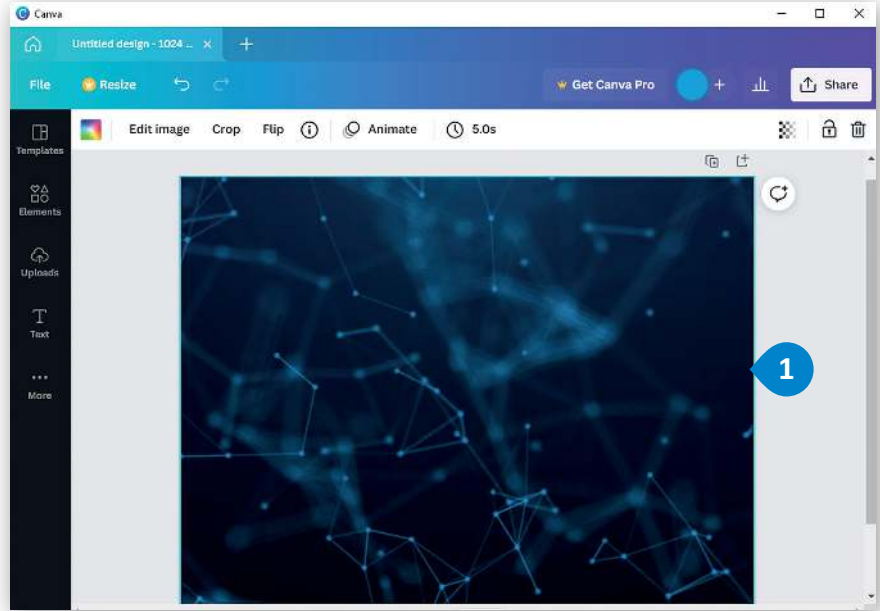 Canva
Untitled design - 1024 ...
File
Resize
Get Canva Pro
Share
Edit image
Crop
Flip
Animate
5.0s
Templates
Elements
Uploads
Text
More
1